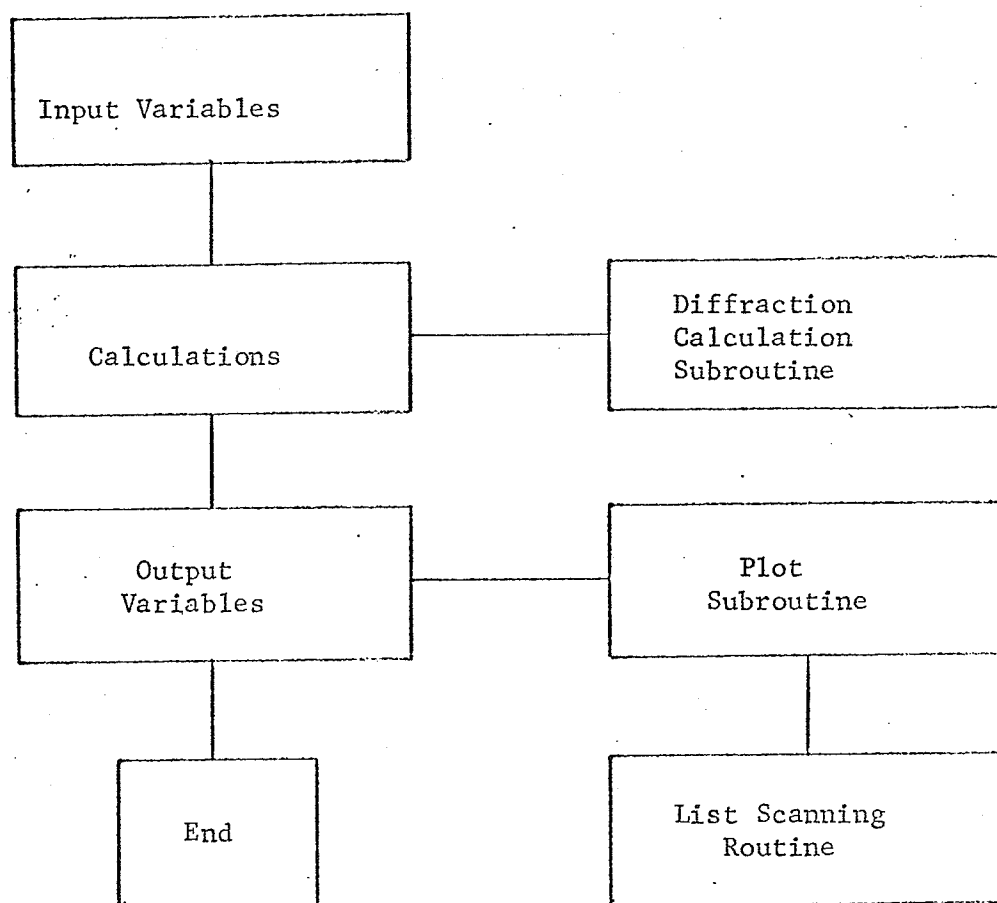 Input Variables
Calculations
Diffraction
Calculation
Subroutine
Output
Variables
Plot
Subroutine
End
List Scanning
Routine